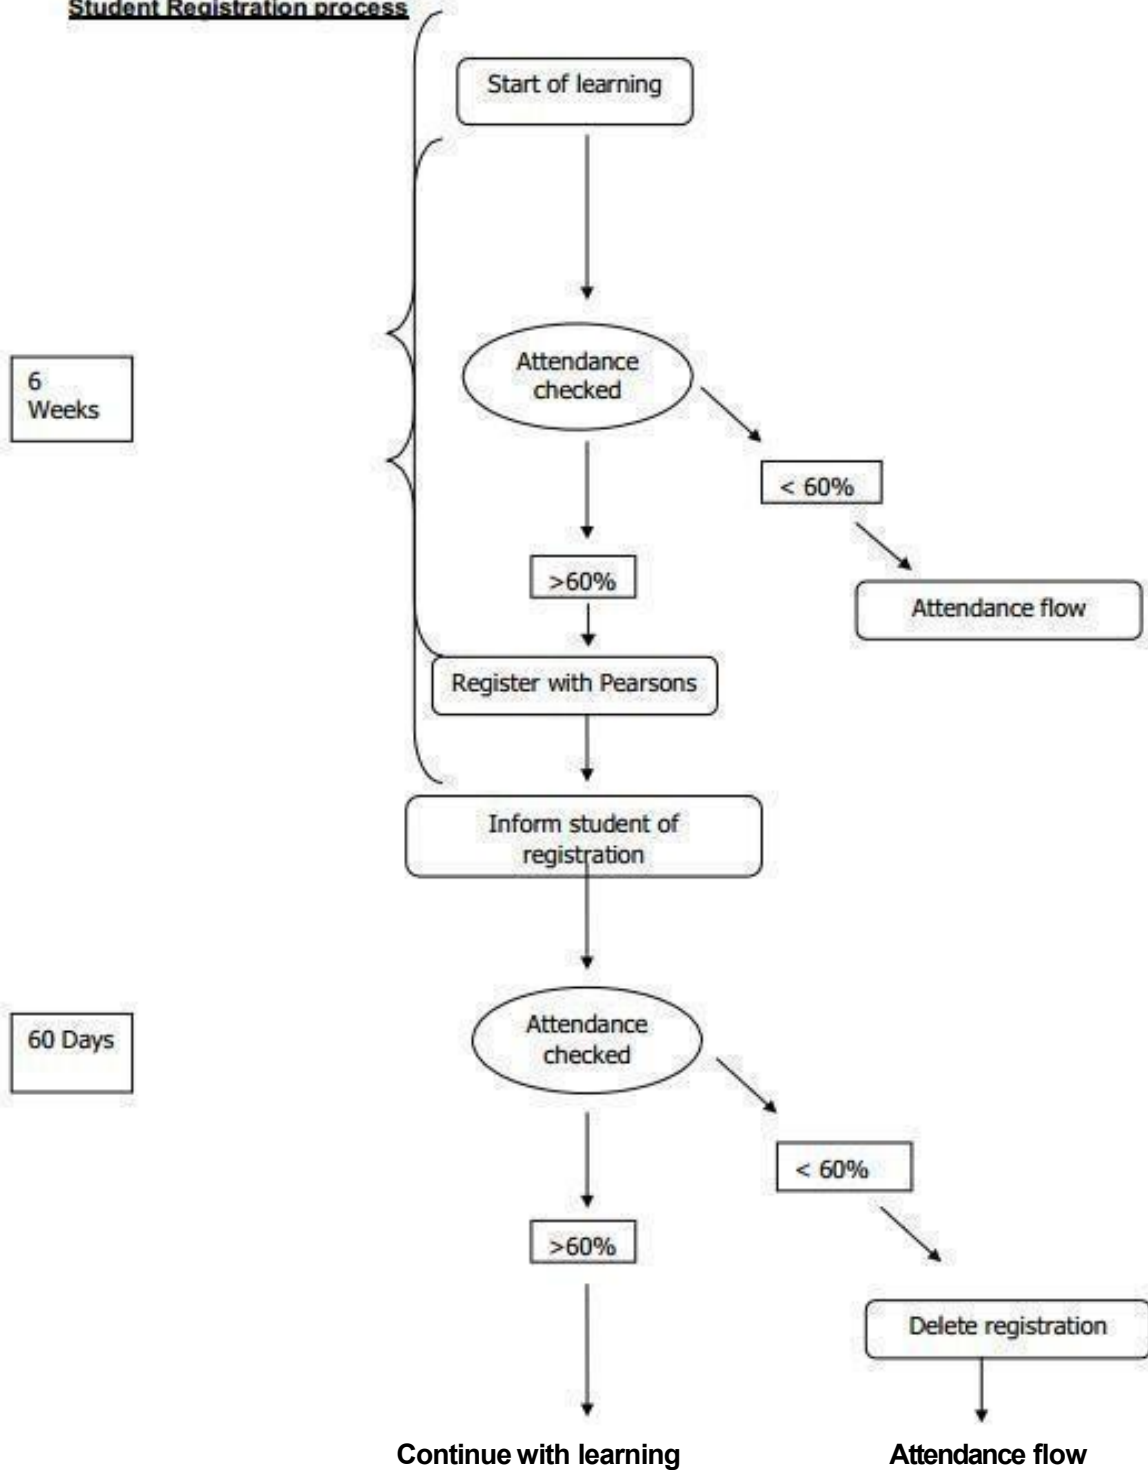 Student Registration process
Start of learning
6
Weeks
Attendance
checked
< 60%
>60%
Attendance flow
Register with Pearsons
Inform student of
registration
60 Days
Attendance
checked
< 60%
>60%
Delete registration
Continue with learning
Attendance flow